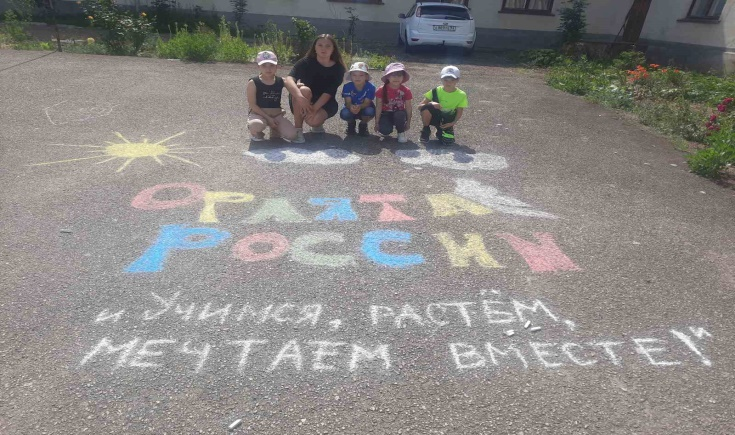 ОРЛЯТА
РОССИИ
"УЧИМСЯ, РАСТЁМ,
МЕЧТАЕМ ВМЕСТЕ!"